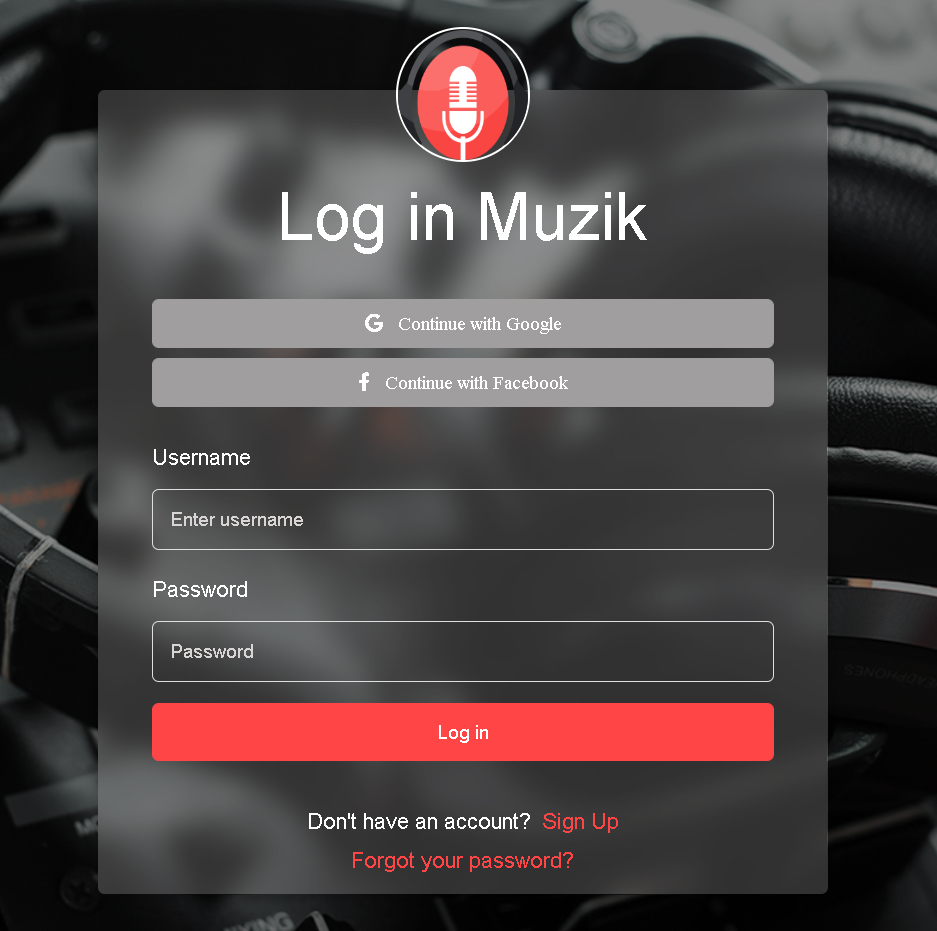 Log in Muzik
Continue with Google
Continue with Facebook
Username
Enter username
Password
Password
Log in
Don't have an account? Sign Up
Forgot your password?